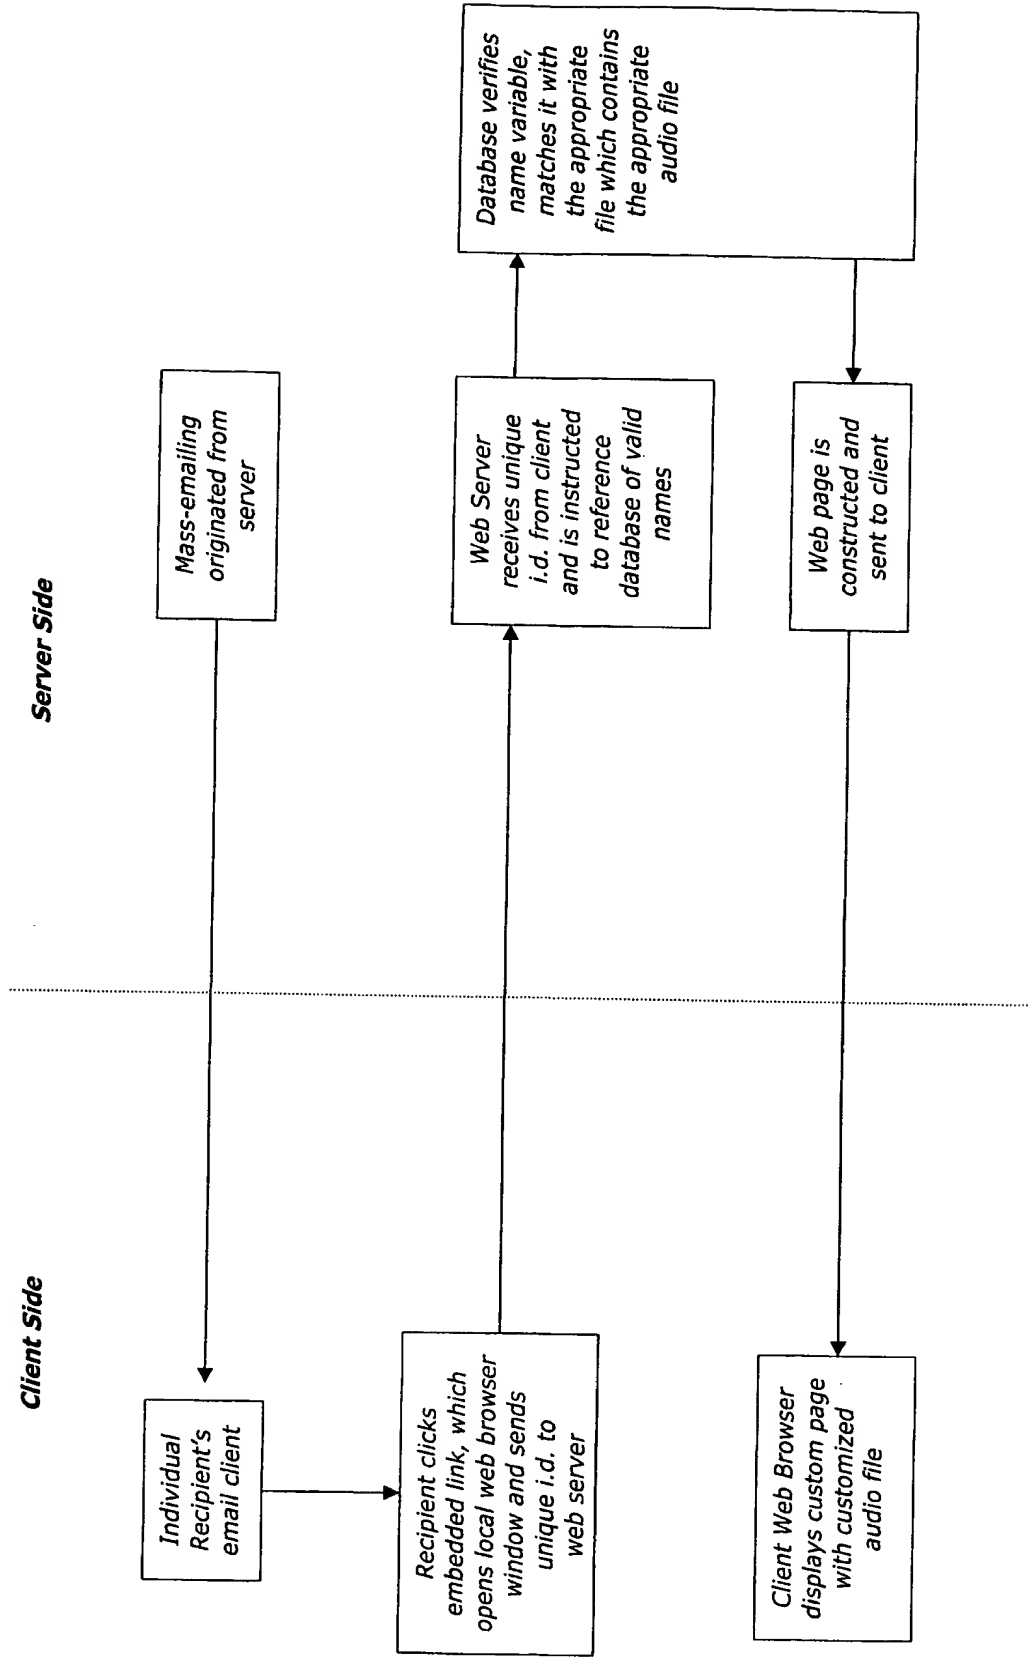 Client Side
Server Side
Mass-emailing
originated from
server
Individual
Recipient's
email client
Recipient clicks
embedded link, which
opens local web browser
window and sends
unique i.d. to
web server
Web Server
receives unique
i.d. from client
and is instructed
to reference
database of valid
names
Database verifies
name variable,
matches it with
the appropriate
file which contains
the appropriate
audio file
Web page is
constructed and
sent to client
Client Web Browser
displays custom page
with customized
audio file